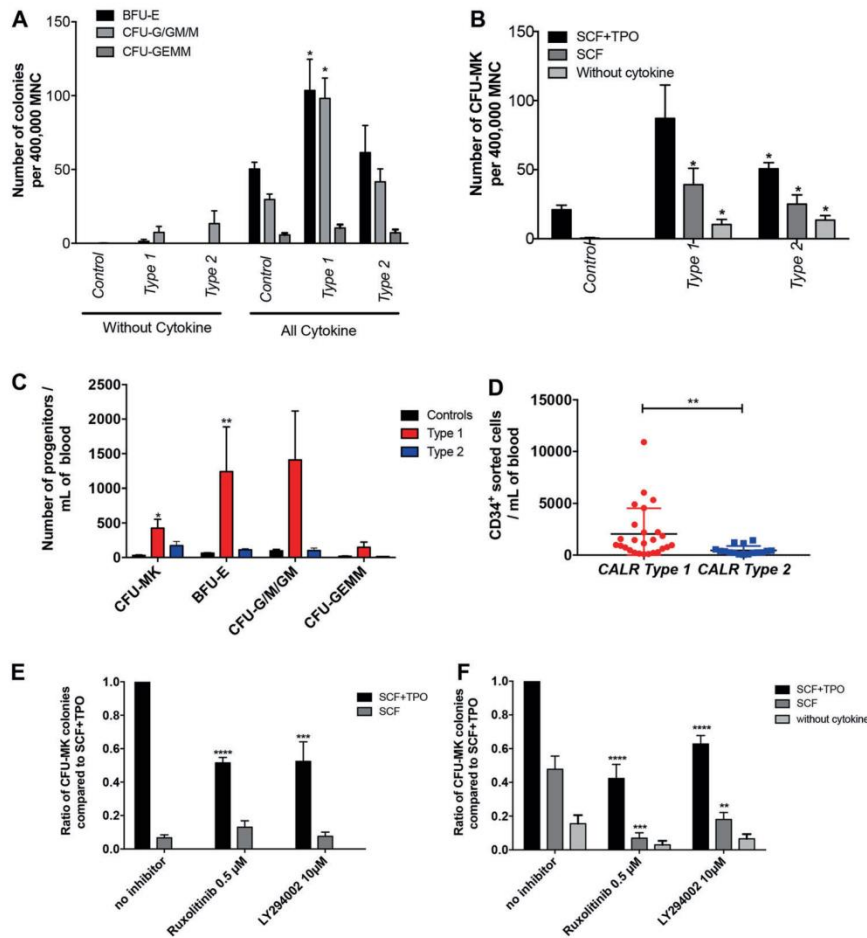 A
BFU-E
CFU-G/GM/M
CFU-GEMM
Number of colonies
per 400,000 MNC
150
100
50
0
* *
Control
Type 1
Type 2
Control
Type 1
Type 2
Without Cytokine
All Cytokine
B
SCF+TPO
SCF
Without cytokine
Number of CFU-MK
per 400,000 MNC
150
100
50
0
* * * * *
Control
Type 1
Type 2
C
Number of progenitors /
mL of blood
2500
2000
1500
1000
500
0
Controls
Type 1
Type 2
* **
CFU-MK
BFU-E
CFU-G/M/GM
CFU-GEMM
D
CD34+ sorted cells
/ mL of blood
15000
10000
5000
0
**
CALR Type 1 CALR Type 2
E
Ratio of CFU-MK colonies
compared to SCF+TPO
1.0
0.8
0.6
0.4
0.2
0.0
SCF+TPO
SCF
**** ***
no inhibitor
Ruxolitinib 0.5 µM
LY294002 10µM
F
Ratio of CFU-MK colonies
compared to SCF+TPO
1.0
0.8
0.6
0.4
0.2
0.0
SCF+TPO
SCF
without cytokine
**** *** **** **
no inhibitor
Ruxolitinib 0.5 µM
LY294002 10µM